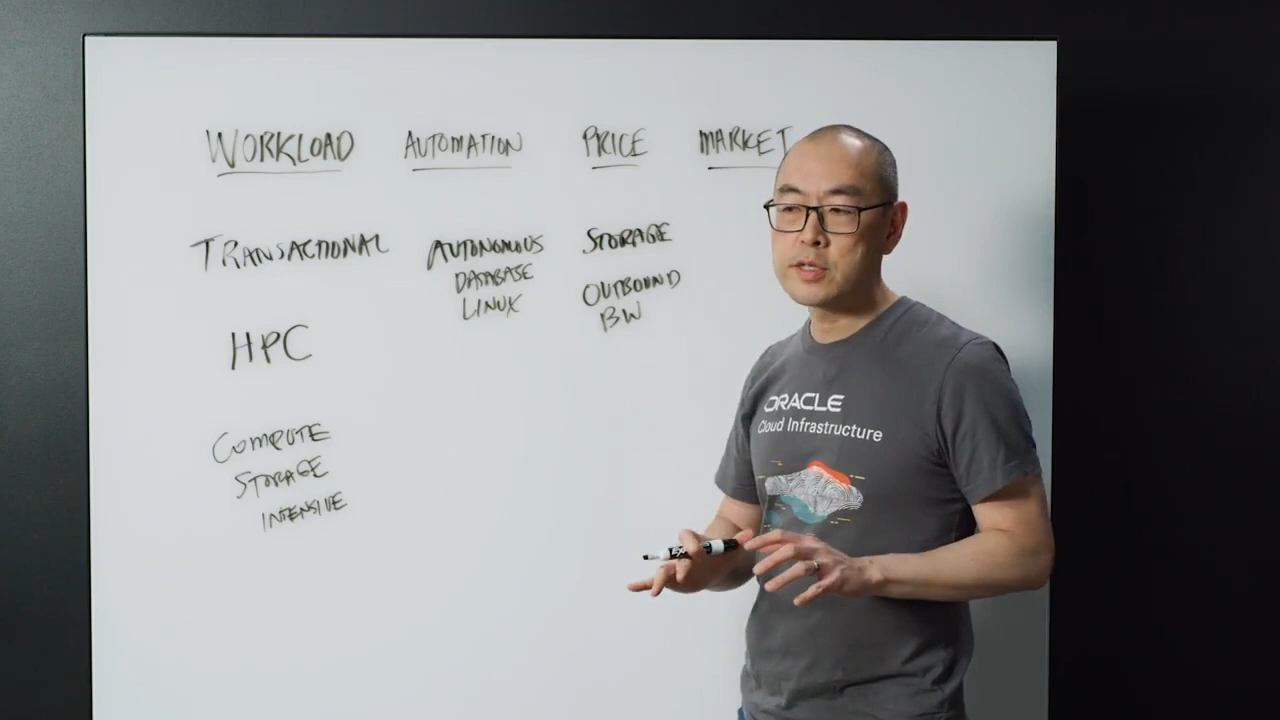 WORKLOAD AUTOMATION PRICE MARKET
TRANSACTIONAL
AUTONOMOUS
DATABASE
LINUX
STORAGE
OUTBOUND
BW
HPC
COMPUTE
STORAGE
INTENSIVE
ORACLE
Cloud Infrastructure